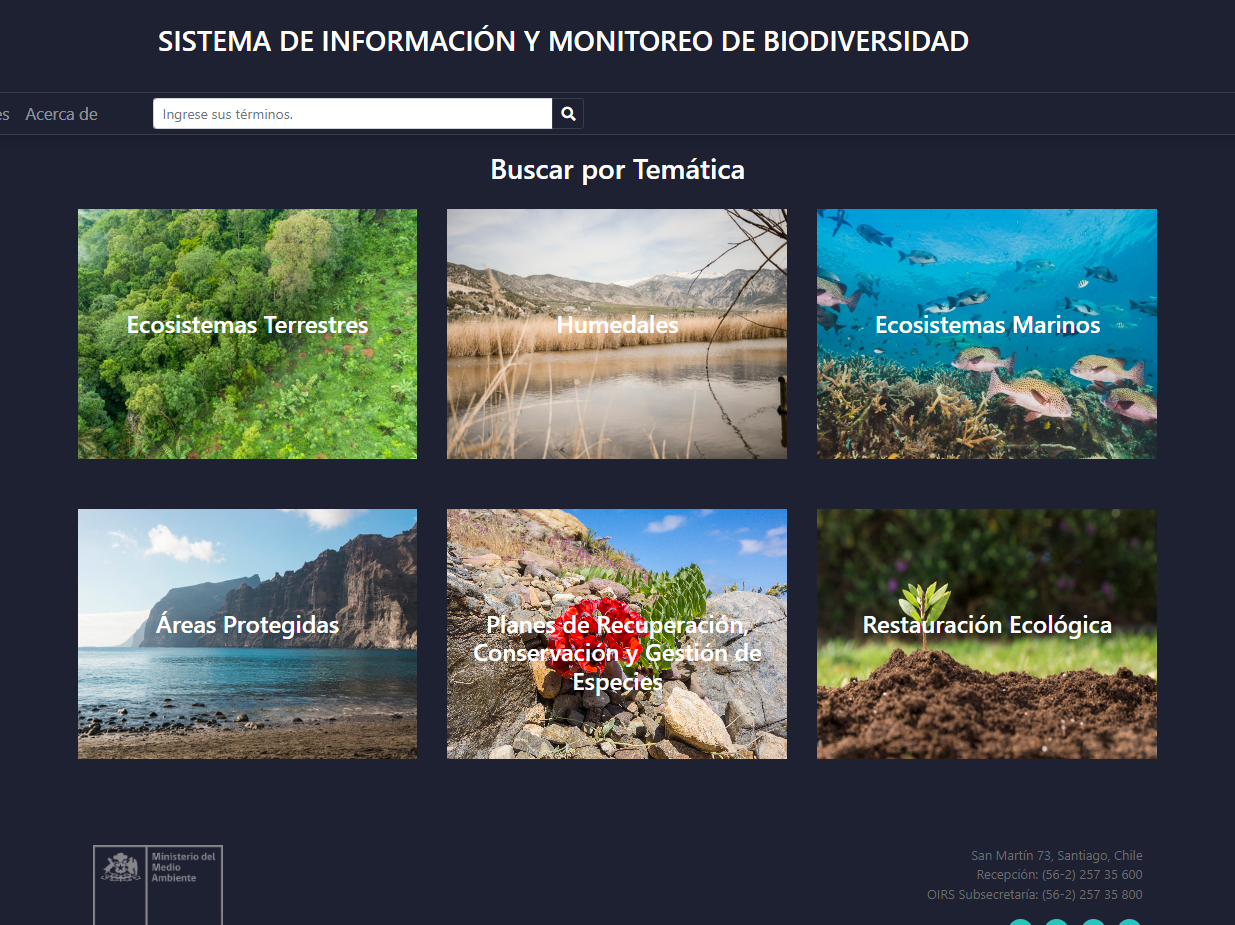 SISTEMA DE INFORMACIÓN Y MONITOREO DE BIODIVERSIDAD
es Acerca de
Ingrese sus términos.
Buscar por Temática
Ecosistemas Terrestres
Humedales
Ecosistemas Marinos
Áreas Protegidas
Planes de Recuperación,
Conservación y Gestión de
Especies
Restauración Ecológica
Ministerio del
Medio
Ambiente
San Martín 73, Santiago, Chile
Recepción: (56-2) 257 35 600
OIRS Subsecretaría: (56-2) 257 35 800